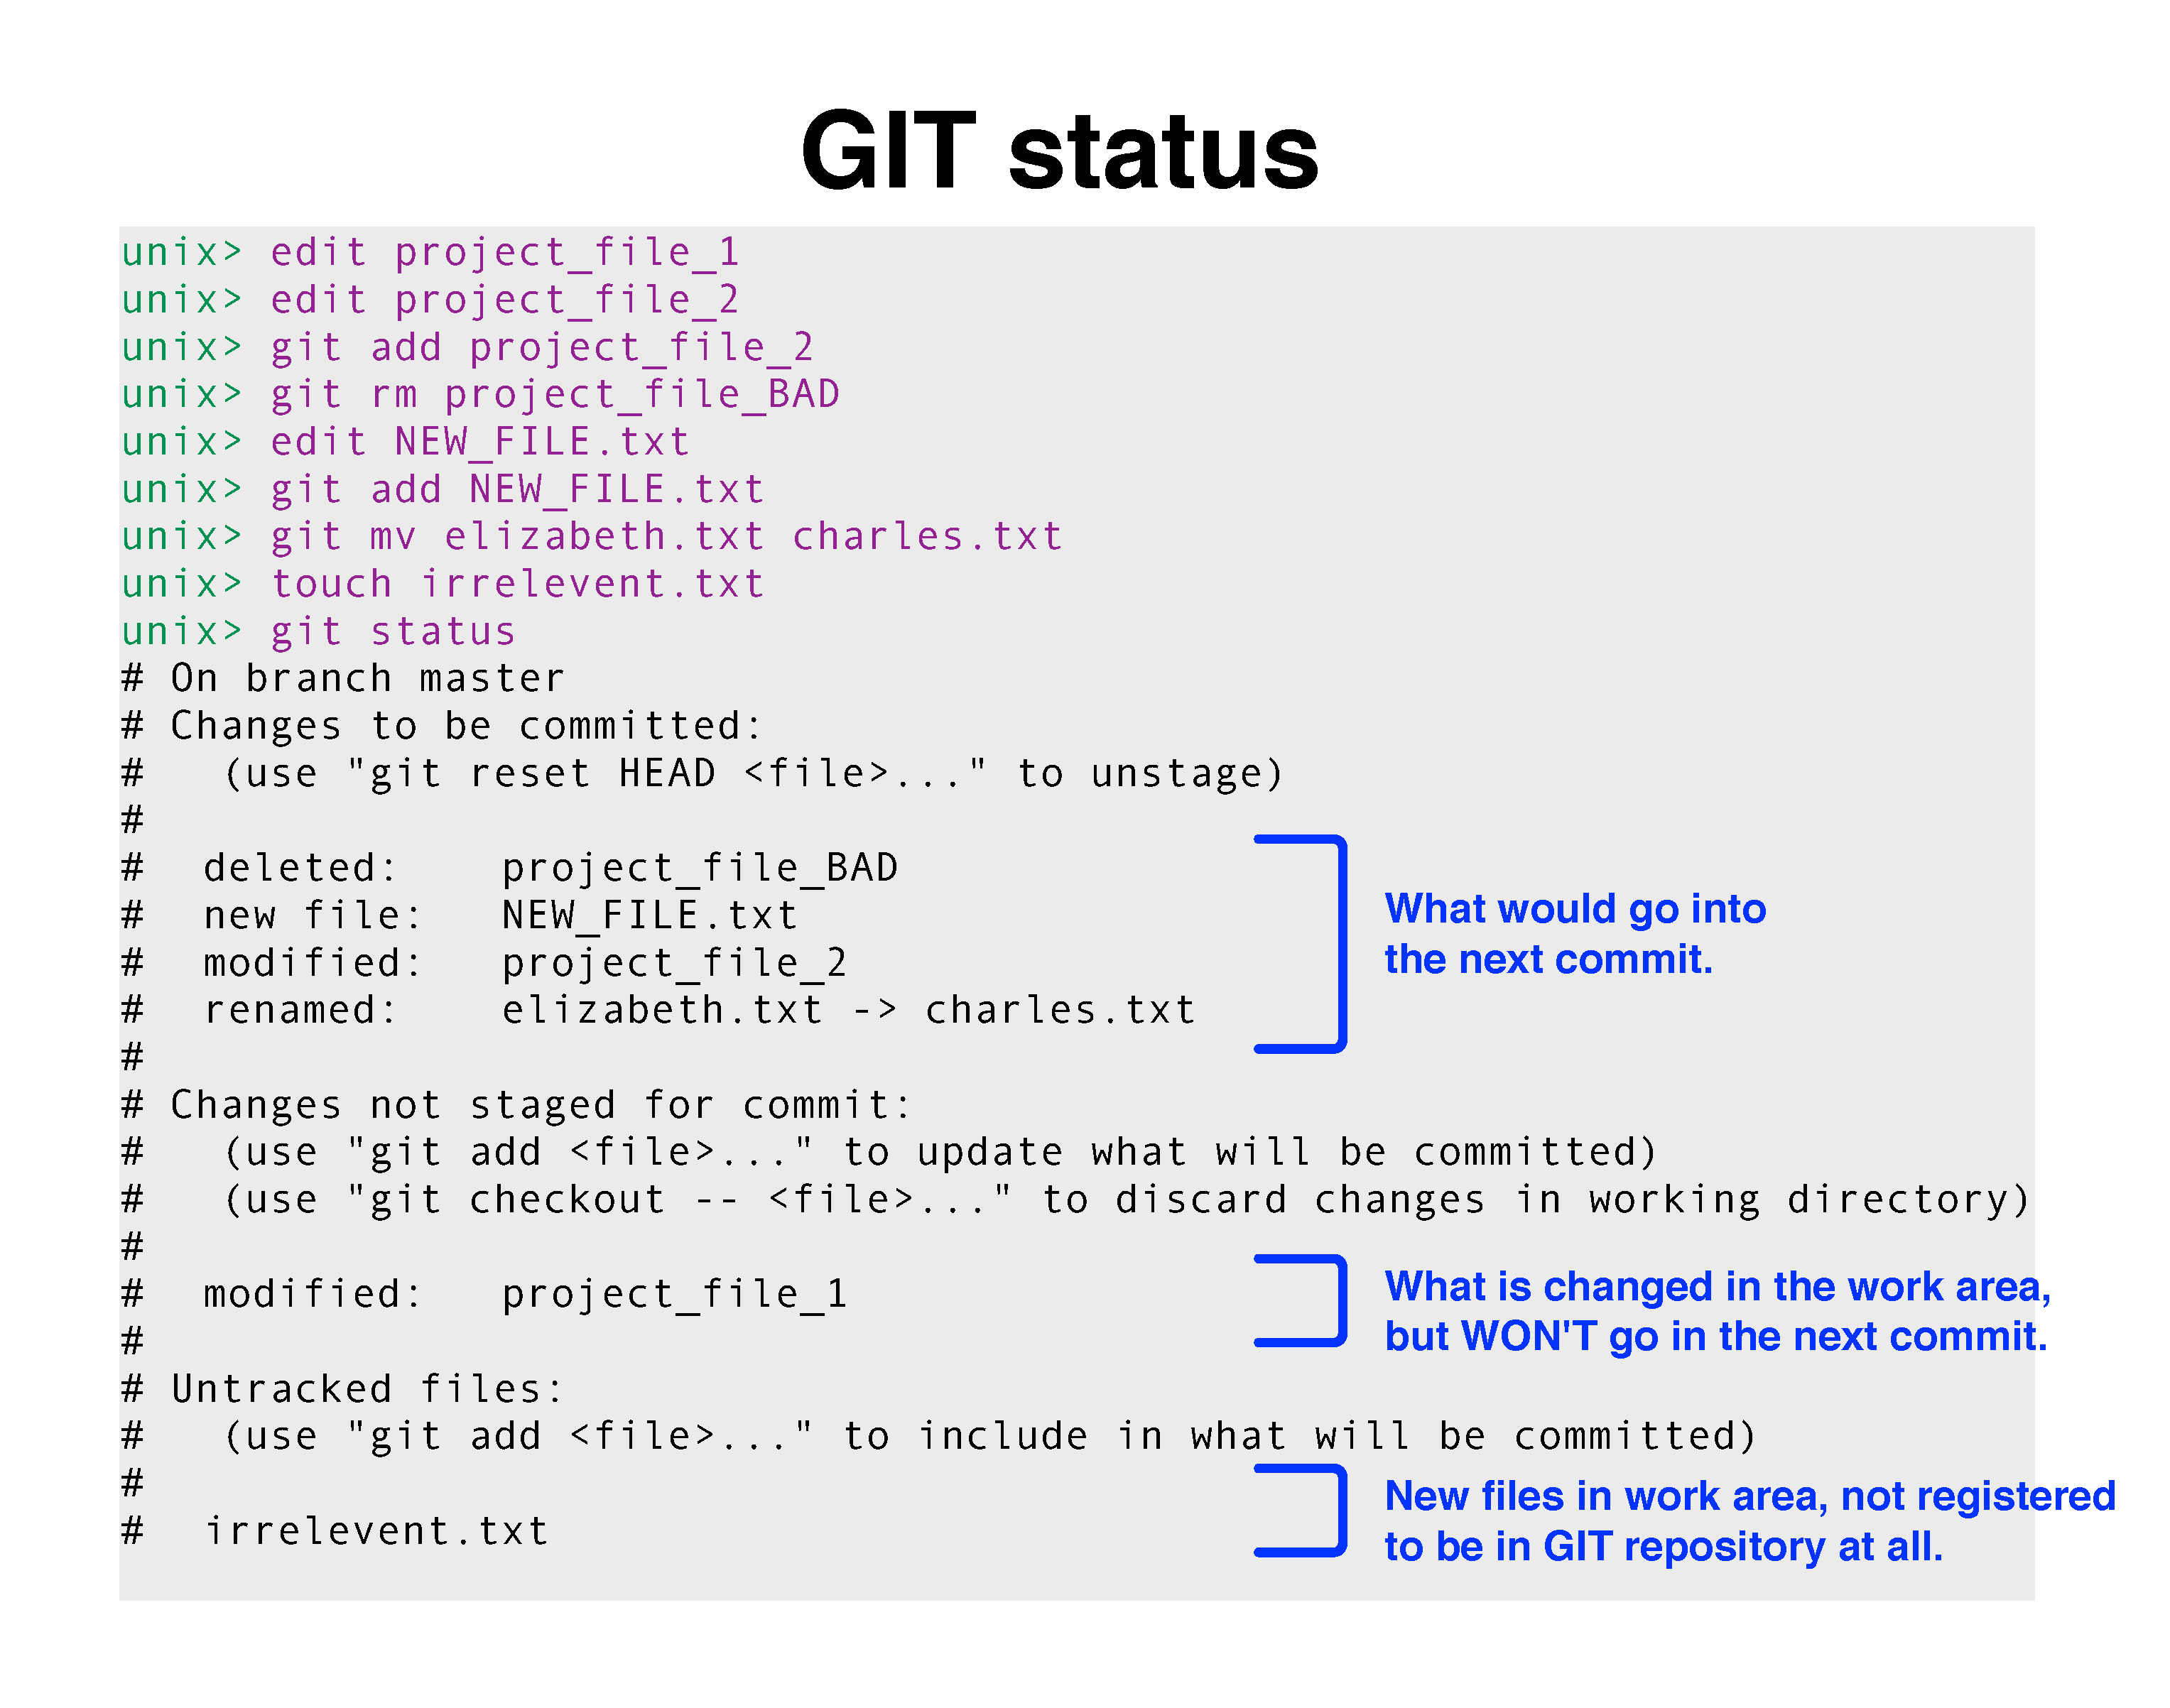 GIT status
unix> edit project_file_1
unix> edit project_file_2
unix> git add project_file_2
unix> git rm project_file_BAD
unix> edit NEW_FILE.txt
unix> git add NEW_FILE.txt
unix> git mv elizabeth.txt charles.txt
unix> touch irrelevent.txt
unix> git status
# On branch master
# Changes to be committed:
#   (use "git reset HEAD <file>..." to unstage)
#
#  deleted:    project_file_BAD
#  new file:   NEW_FILE.txt
#  modified:   project_file_2
#  renamed:    elizabeth.txt -> charles.txt
#
What would go into
the next commit.
# Changes not staged for commit:
#   (use "git add <file>..." to update what will be committed)
#   (use "git checkout -- <file>..." to discard changes in working directory)
#
#  modified:   project_file_1
#
What is changed in the work area,
but WON'T go in the next commit.
# Untracked files:
#   (use "git add <file>..." to include in what will be committed)
#
#  irrelevent.txt
New files in work area, not registered
to be in GIT repository at all.